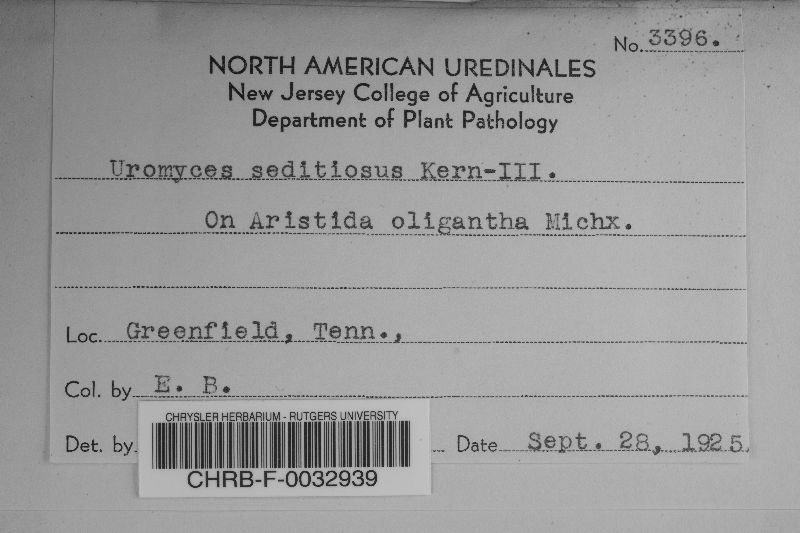 No. 3396.
NORTH AMERICAN UREDINALES
New Jersey College of Agriculture
Department of Plant Pathology
Uromyces seditiosus Kern-III.
On Aristida oligantha Michx.
Loc. Greenfield, Tenn.,
Col. by E. B.
Det. by Date Sept. 28, 1925.
CHRYSLER HERBARIUM - RUTGERS UNIVERSITY
CHRB-F-0032939